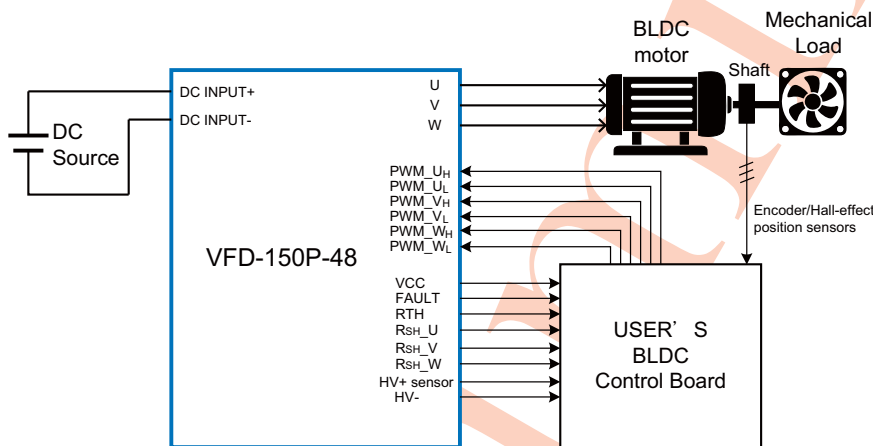 Mechanical
Load
BLDC
motor
Shaft
DC INPUT+
DC INPUT-
U
V
W
DC
Source
PWM_UH
PWM_UL
PWM_VH
PWM_VL
PWM_WH
PWM_WL
Encoder/Hall-effect
position sensors
VFD-150P-48
VCC
FAULT
RTH
RSH_U
RSH_V
RSH_W
HV+ sensor
HV-
USER' S
BLDC
Control Board